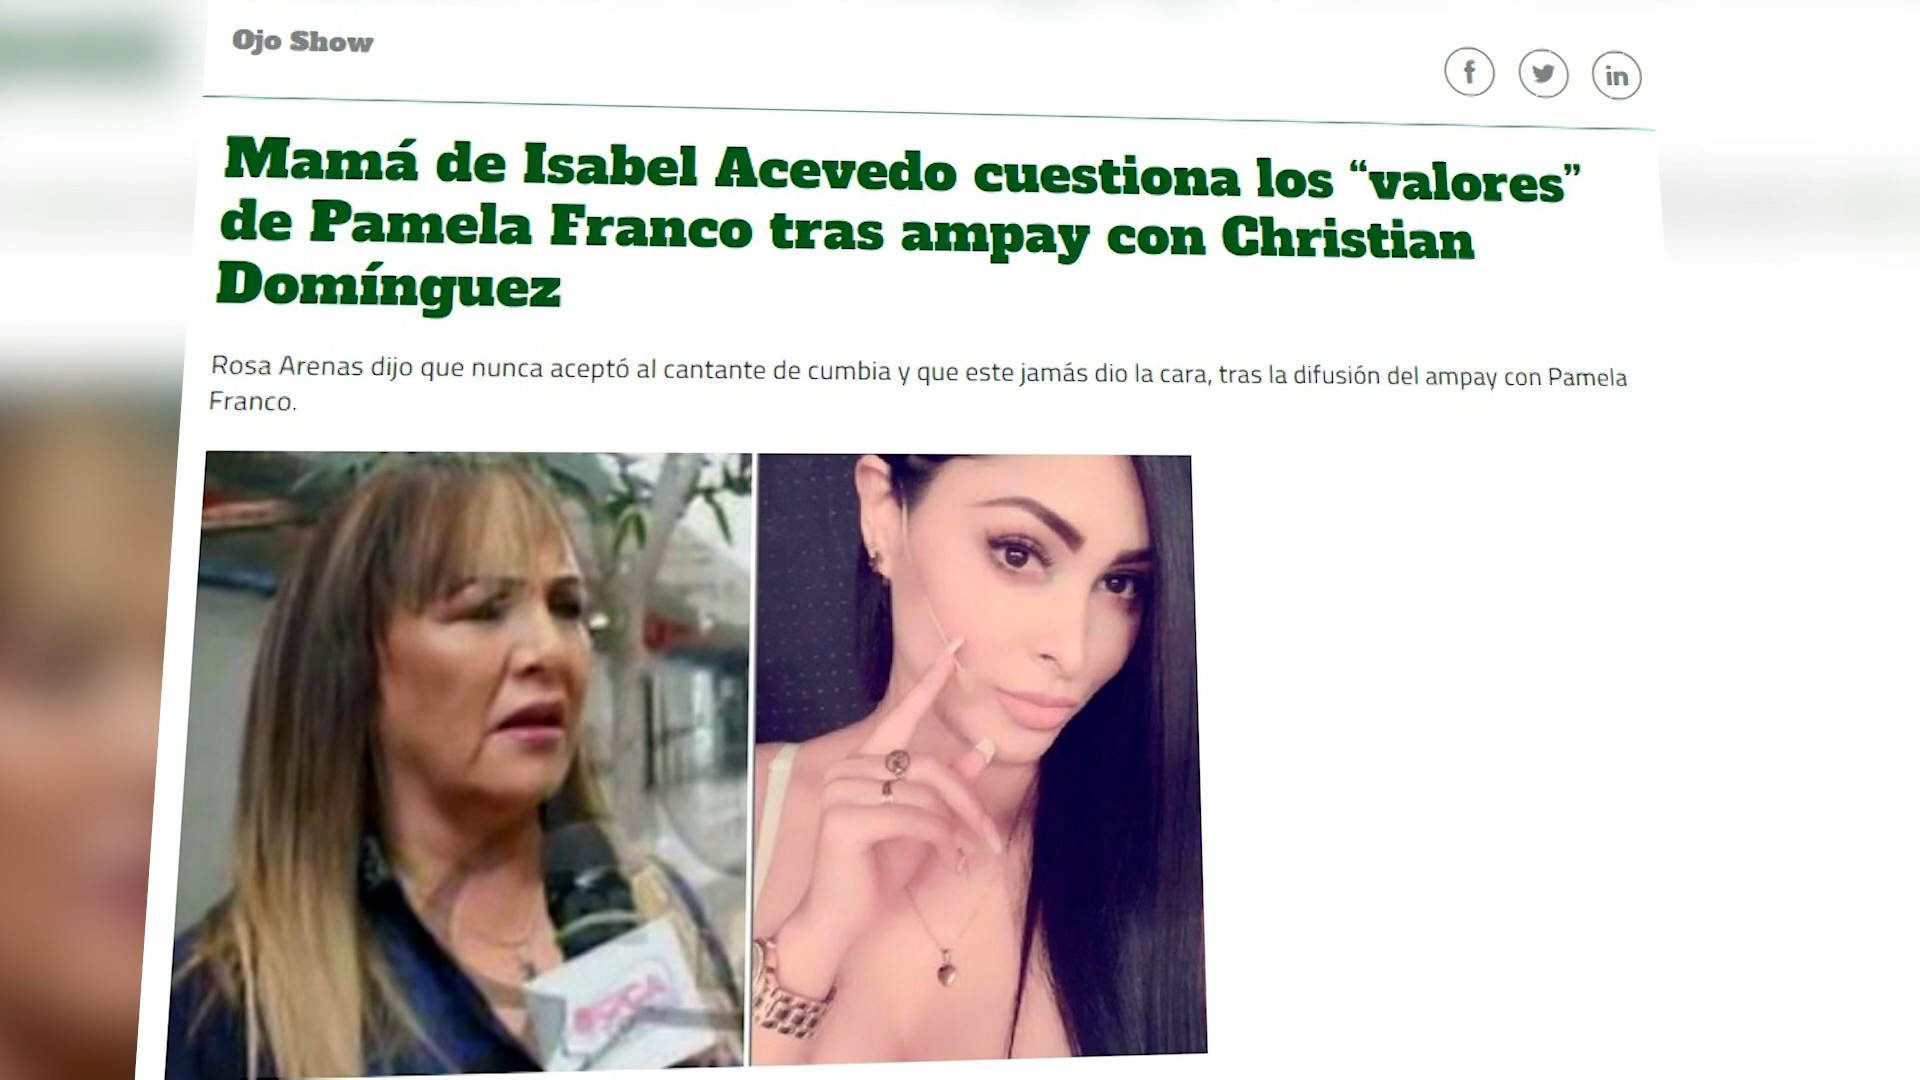 Ojo Show
Mamá de Isabel Acevedo cuestiona los “valores”
de Pamela Franco tras ampay con Christian
Domínguez
Rosa Arenas dijo que nunca aceptó al cantante de cumbia y que este jamás dio la cara, tras la difusión del ampay con Pamela
Franco.